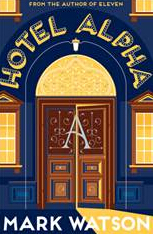 FROM THE AUTHOR OF ELEVEN
HOTEL ALPHA
A
MARK WATSON